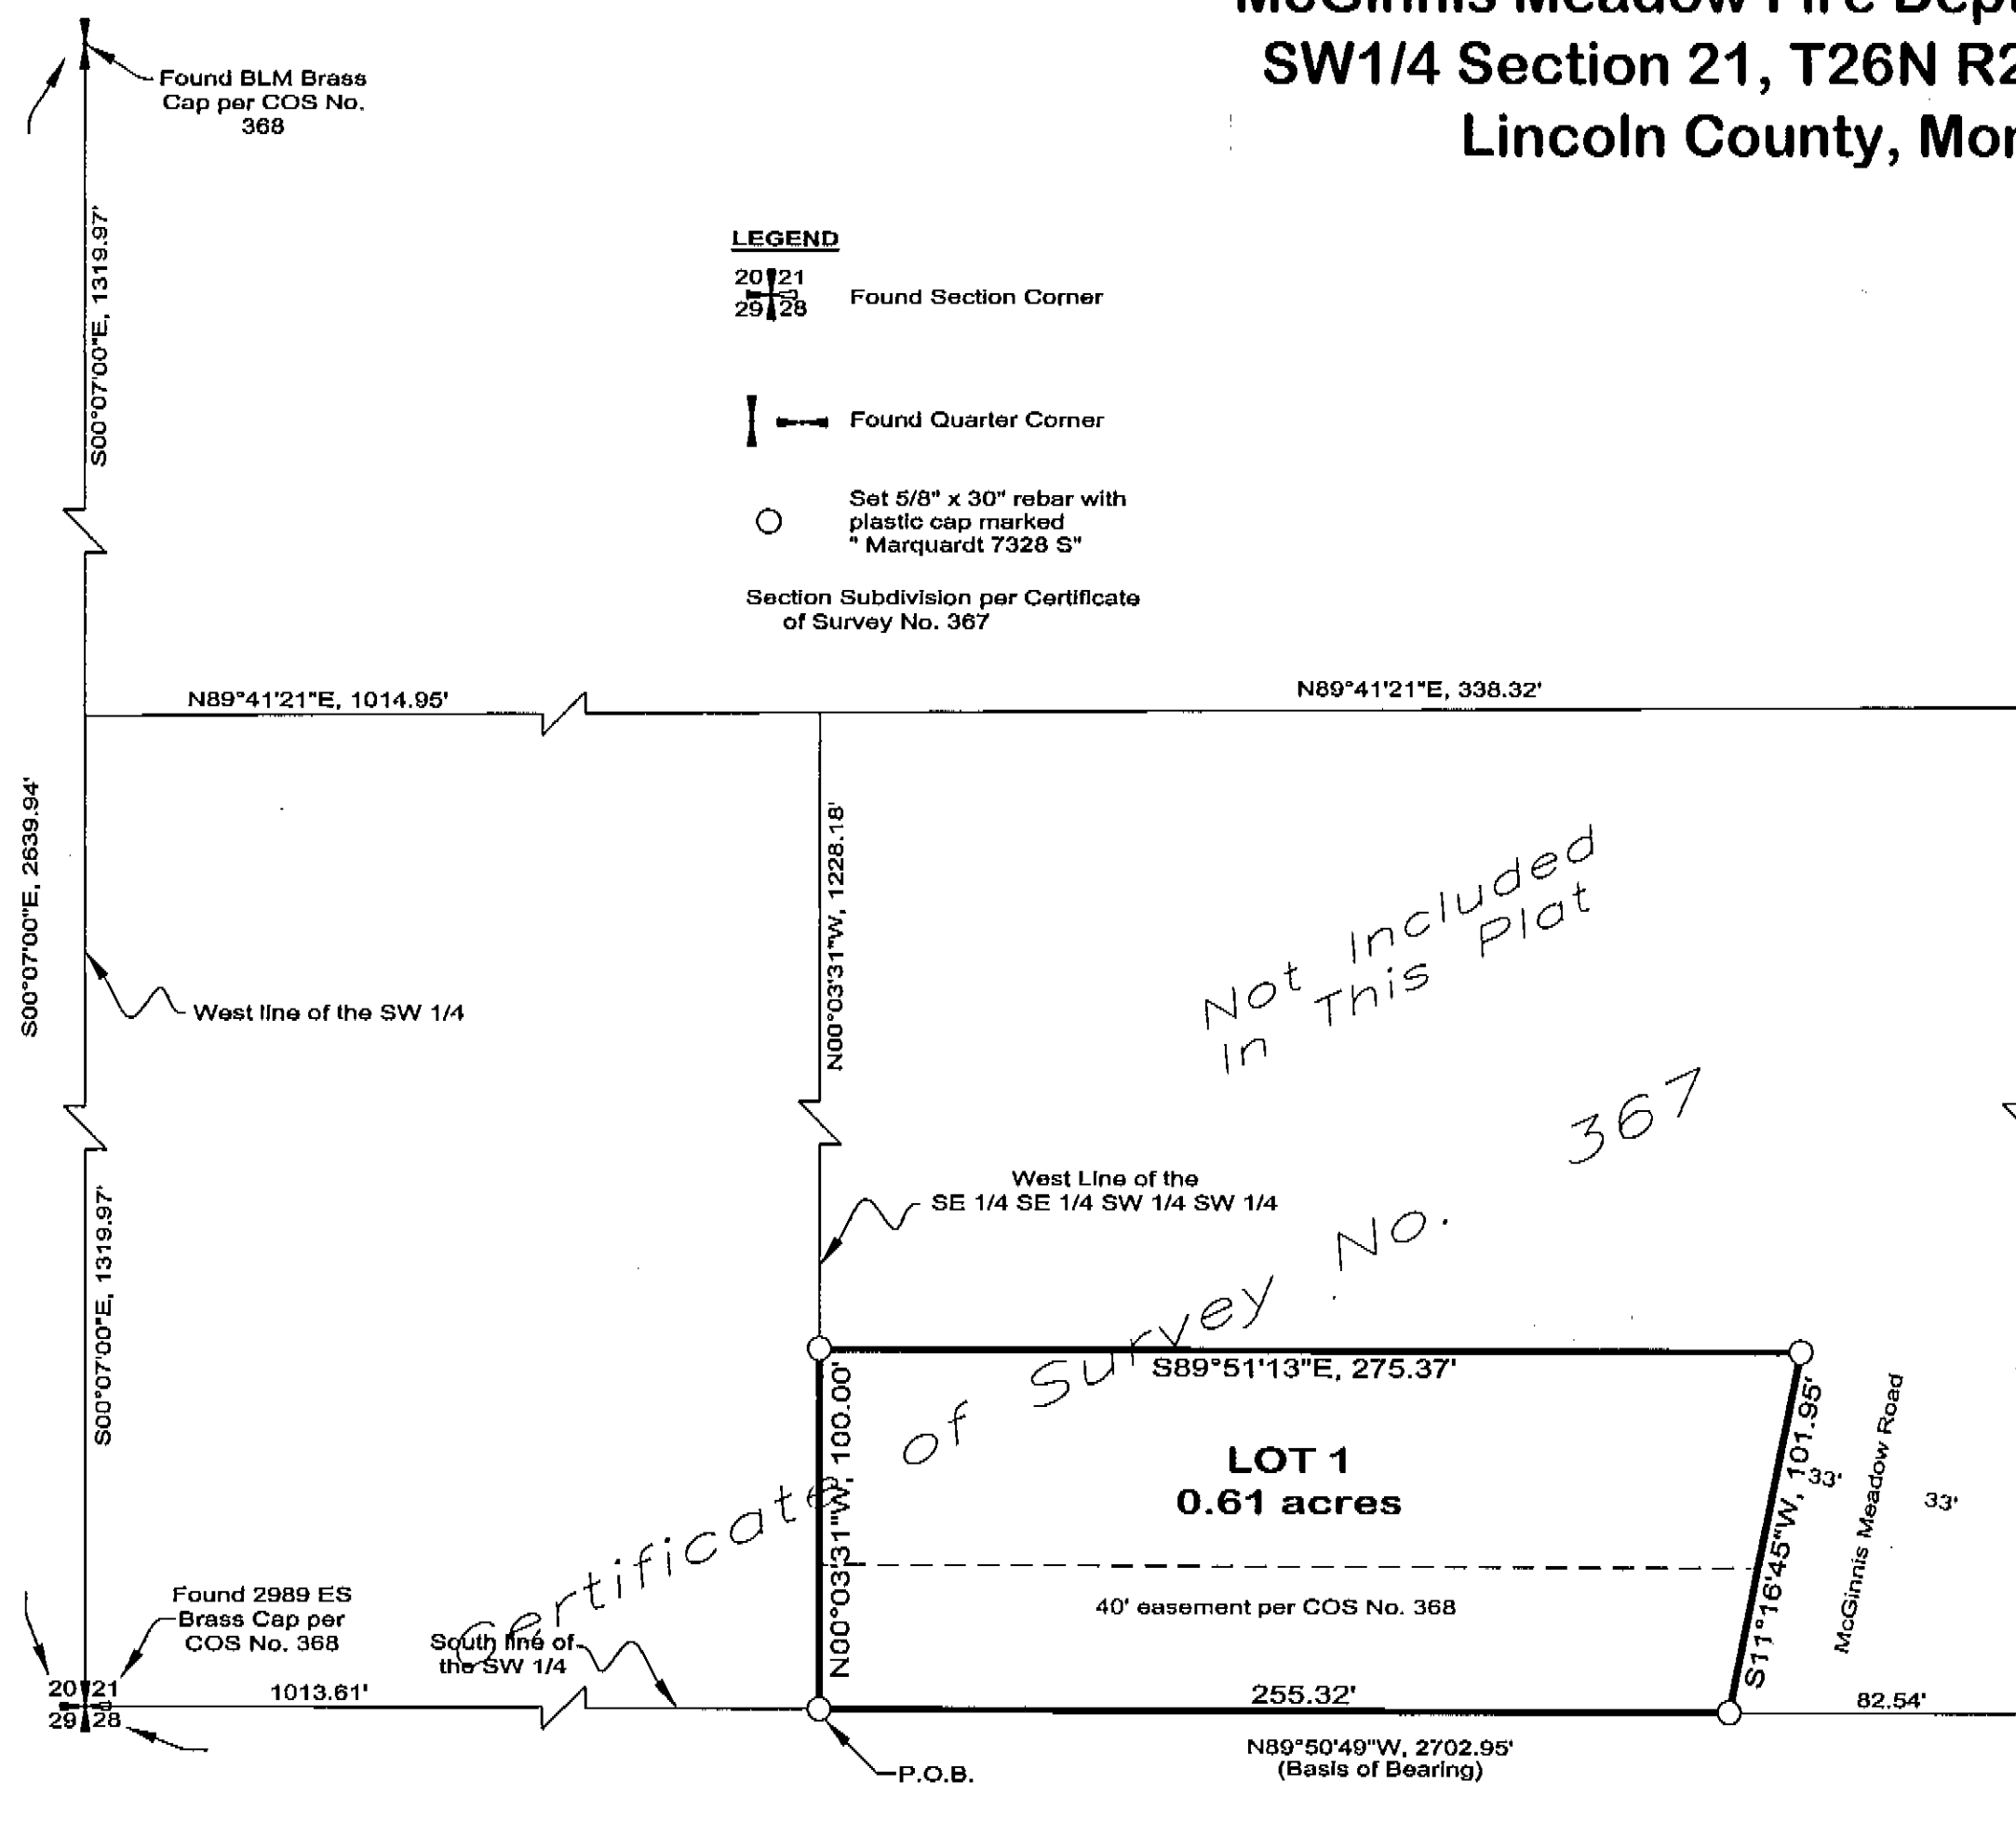 McGinnis Meadow Fire Dep
SW1/4 Section 21, T26N R2
Lincoln County, Mon
Found BLM Brass
Cap per COS No.
368
S00°07'00"E, 1319.97'
LEGEND
20 21
29 28
Found Section Corner
Found Quarter Corner
Set 5/8" x 30" rebar with
plastic cap marked
" Marquardt 7328 S"
Section Subdivision per Certificate
of Survey No. 367
N89°41'21"E, 1014.95'
N89°41'21"E, 338.32'
S00°07'00"E, 2639.94'
West line of the SW 1/4
N00°03'31"W, 1228.18'
Not Included
In This Plat
West Line of the
SE 1/4 SE 1/4 SW 1/4 SW 1/4
Certificate of Survey No. 367
S00°07'00"E, 1319.97'
S89°51'13"E, 275.37'
N00°03'31"W, 100.00'
LOT 1
0.61 acres
S11°16'45"W, 101.95'
33'
McGinnis Meadow Road
33'
40' easement per COS No. 368
Found 2989 ES
Brass Cap per
COS No. 368
South line of
the SW 1/4
20 21
29 28
1013.61'
255.32'
82.54'
N89°50'49"W, 2702.95'
(Basis of Bearing)
P.O.B.